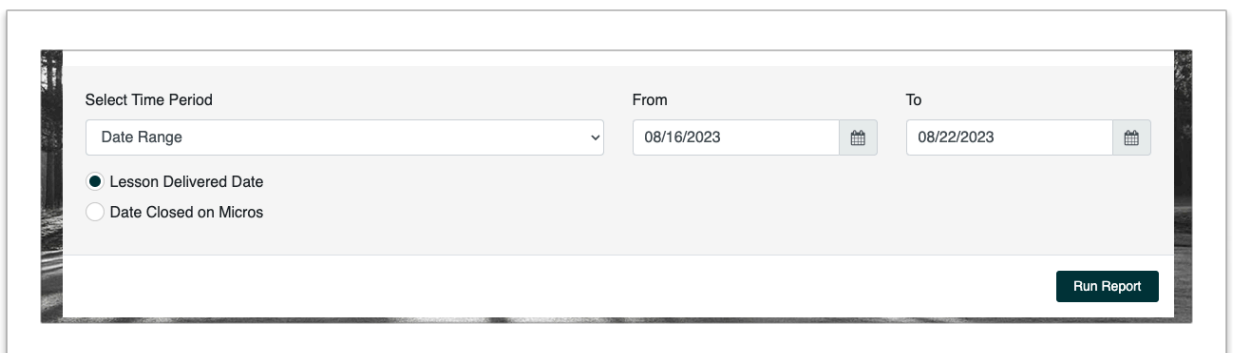 Select Time Period
From
To
Date Range
08/16/2023
08/22/2023
Lesson Delivered Date
Date Closed on Micros
Run Report